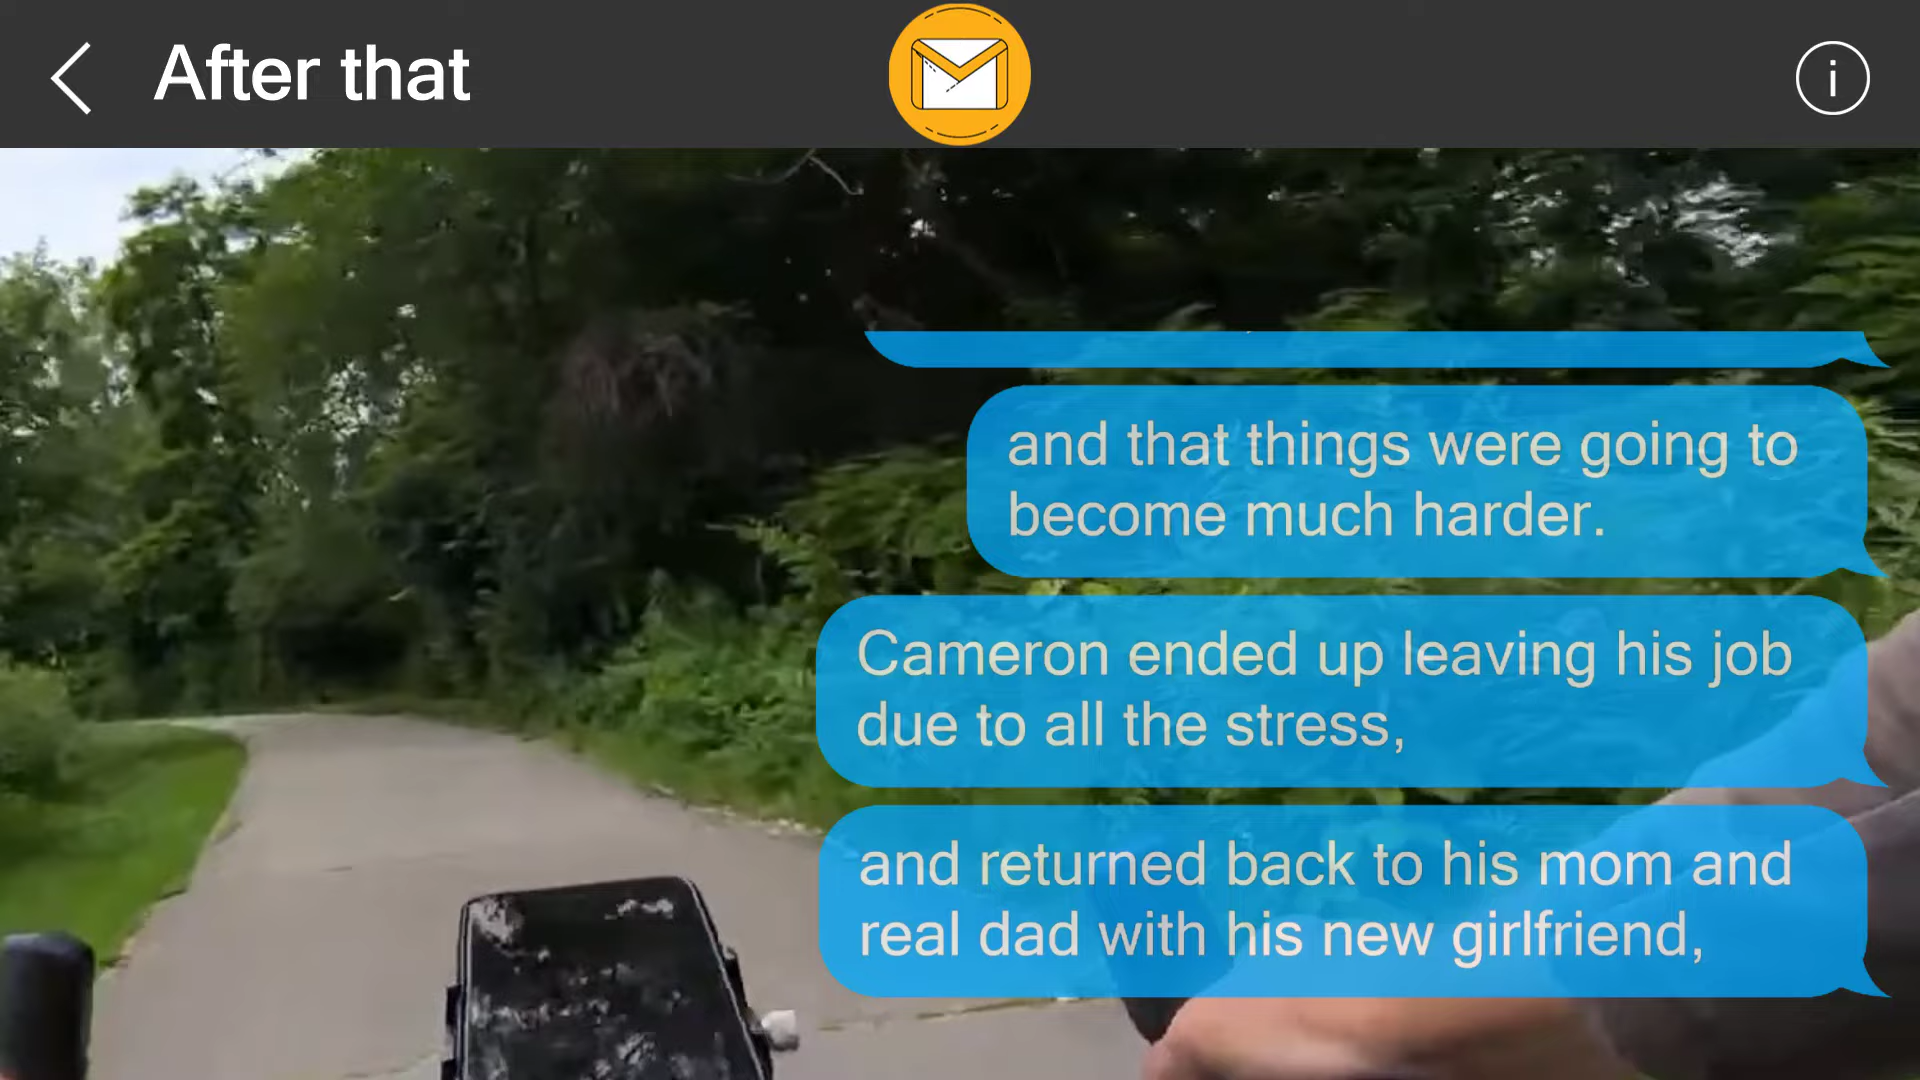 After that
and that things were going to
become much harder.
Cameron ended up leaving his job
due to all the stress,
and returned back to his mom and
real dad with his new girlfriend,